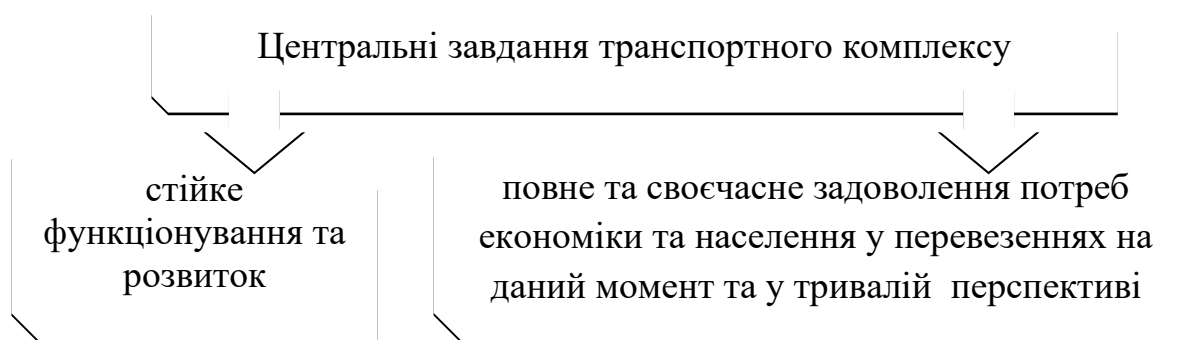 Центральні завдання транспортного комплексу
стійке
функціонування та
розвиток
повне та своєчасне задоволення потреб
економіки та населення у перевезеннях на
даний момент та у тривалій перспективі